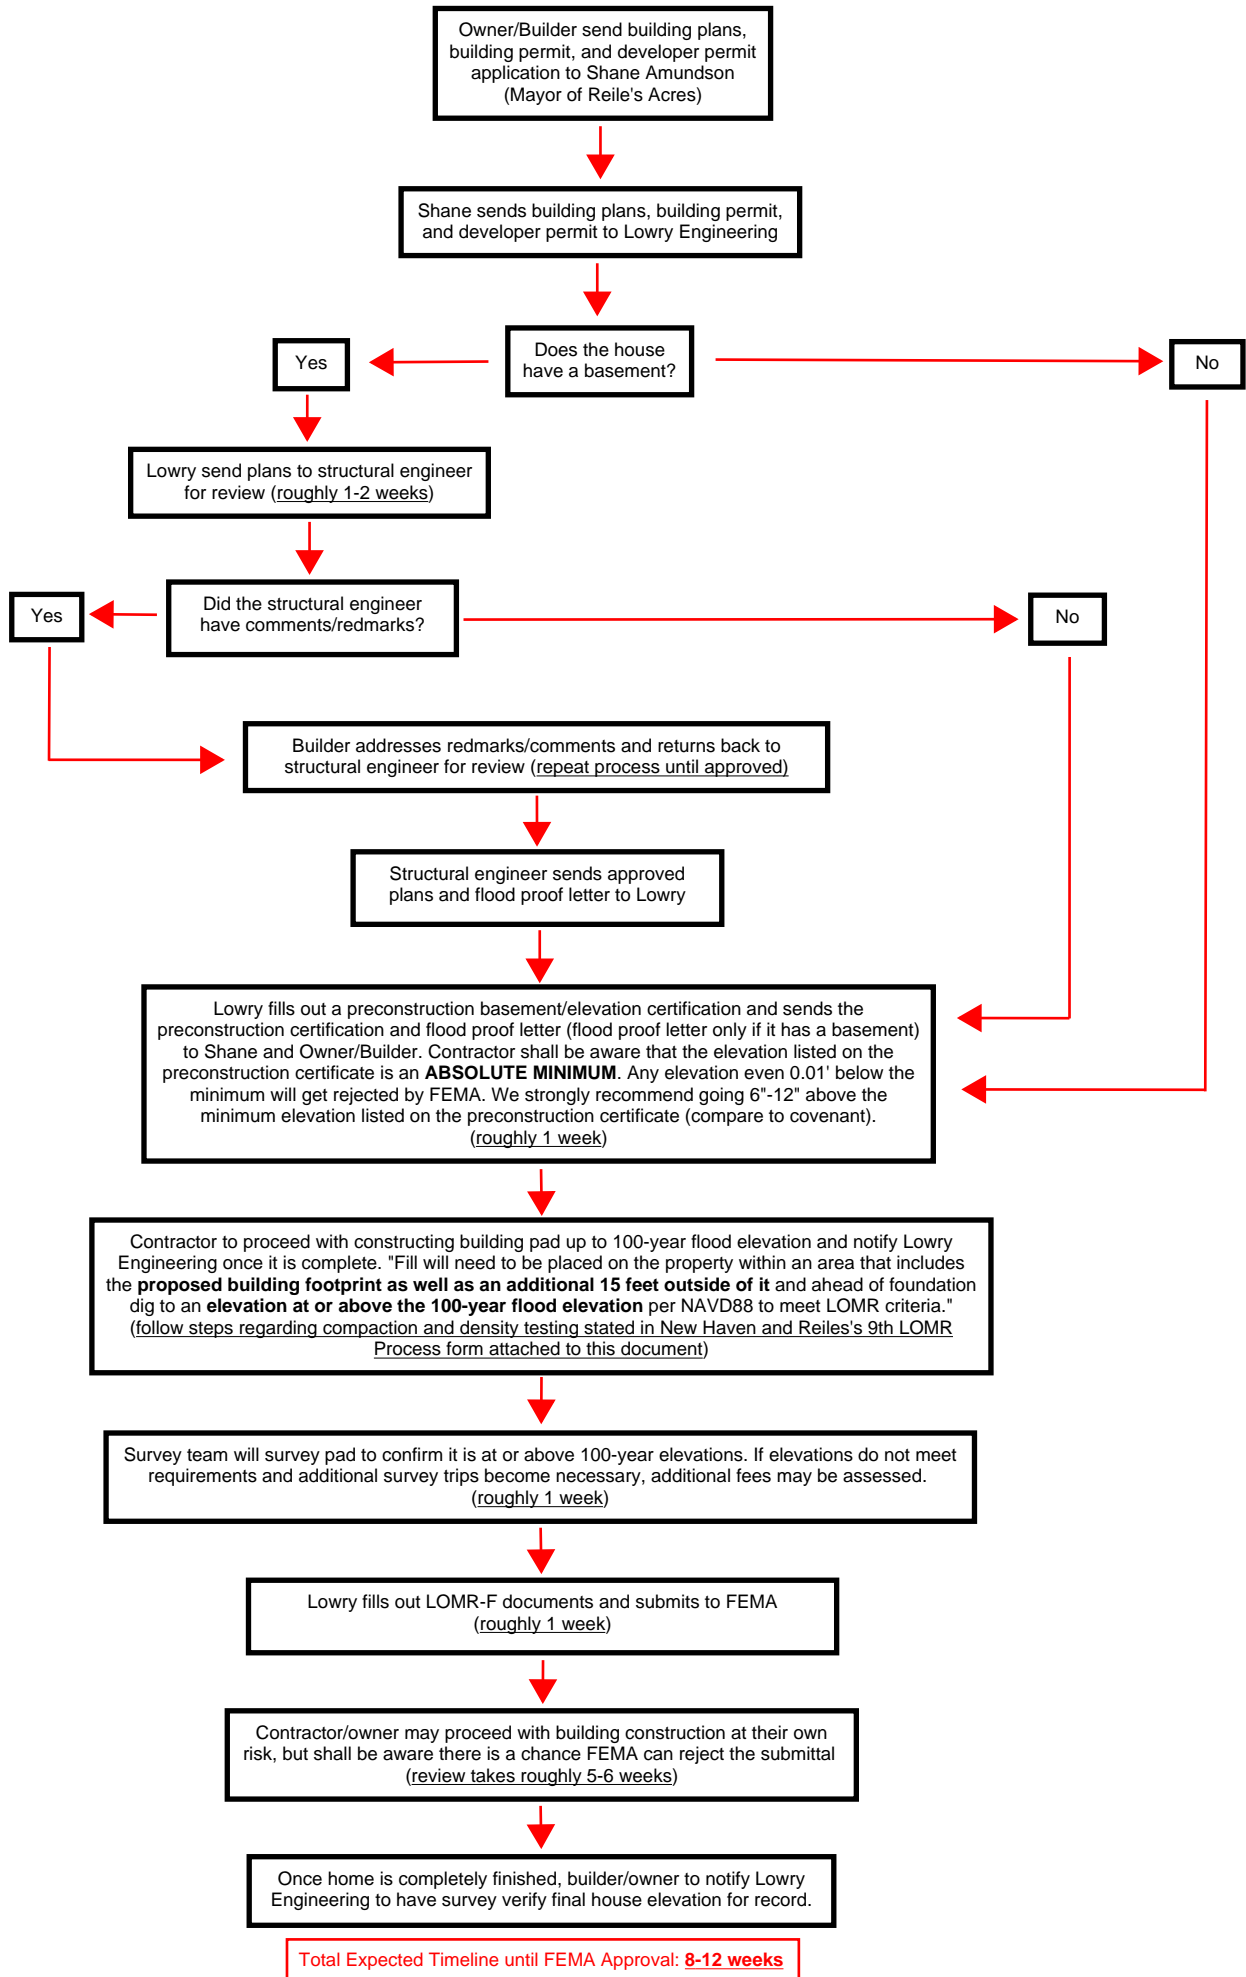 Owner/Builder send building plans,
building permit, and developer permit
application to Shane Amundson
(Mayor of Reile's Acres)
Shane sends building plans, building permit,
and developer permit to Lowry Engineering
Does the house
have a basement?
Yes
No
Lowry send plans to structural engineer
for review (roughly 1-2 weeks)
Did the structural engineer
have comments/redmarks?
Yes
No
Builder addresses redmarks/comments and returns back to
structural engineer for review (repeat process until approved)
Structural engineer sends approved
plans and flood proof letter to Lowry
Lowry fills out a preconstruction basement/elevation certification and sends the
preconstruction certification and flood proof letter (flood proof letter only if it has a basement)
to Shane and Owner/Builder. Contractor shall be aware that the elevation listed on the
preconstruction certificate is an ABSOLUTE MINIMUM. Any elevation even 0.01' below the
minimum will get rejected by FEMA. We strongly recommend going 6"-12" above the
minimum elevation listed on the preconstruction certificate (compare to covenant).
(roughly 1 week)
Contractor to proceed with constructing building pad up to 100-year flood elevation and notify Lowry
Engineering once it is complete. "Fill will need to be placed on the property within an area that includes
the proposed building footprint as well as an additional 15 feet outside of it and ahead of foundation
dig to an elevation at or above the 100-year flood elevation per NAVD88 to meet LOMR criteria."
(follow steps regarding compaction and density testing stated in New Haven and Reiles's 9th LOMR
Process form attached to this document)
Survey team will survey pad to confirm it is at or above 100-year elevations. If elevations do not meet
requirements and additional survey trips become necessary, additional fees may be assessed.
(roughly 1 week)
Lowry fills out LOMR-F documents and submits to FEMA
(roughly 1 week)
Contractor/owner may proceed with building construction at their own
risk, but shall be aware there is a chance FEMA can reject the submittal
(review takes roughly 5-6 weeks)
Once home is completely finished, builder/owner to notify Lowry
Engineering to have survey verify final house elevation for record.
Total Expected Timeline until FEMA Approval: 8-12 weeks